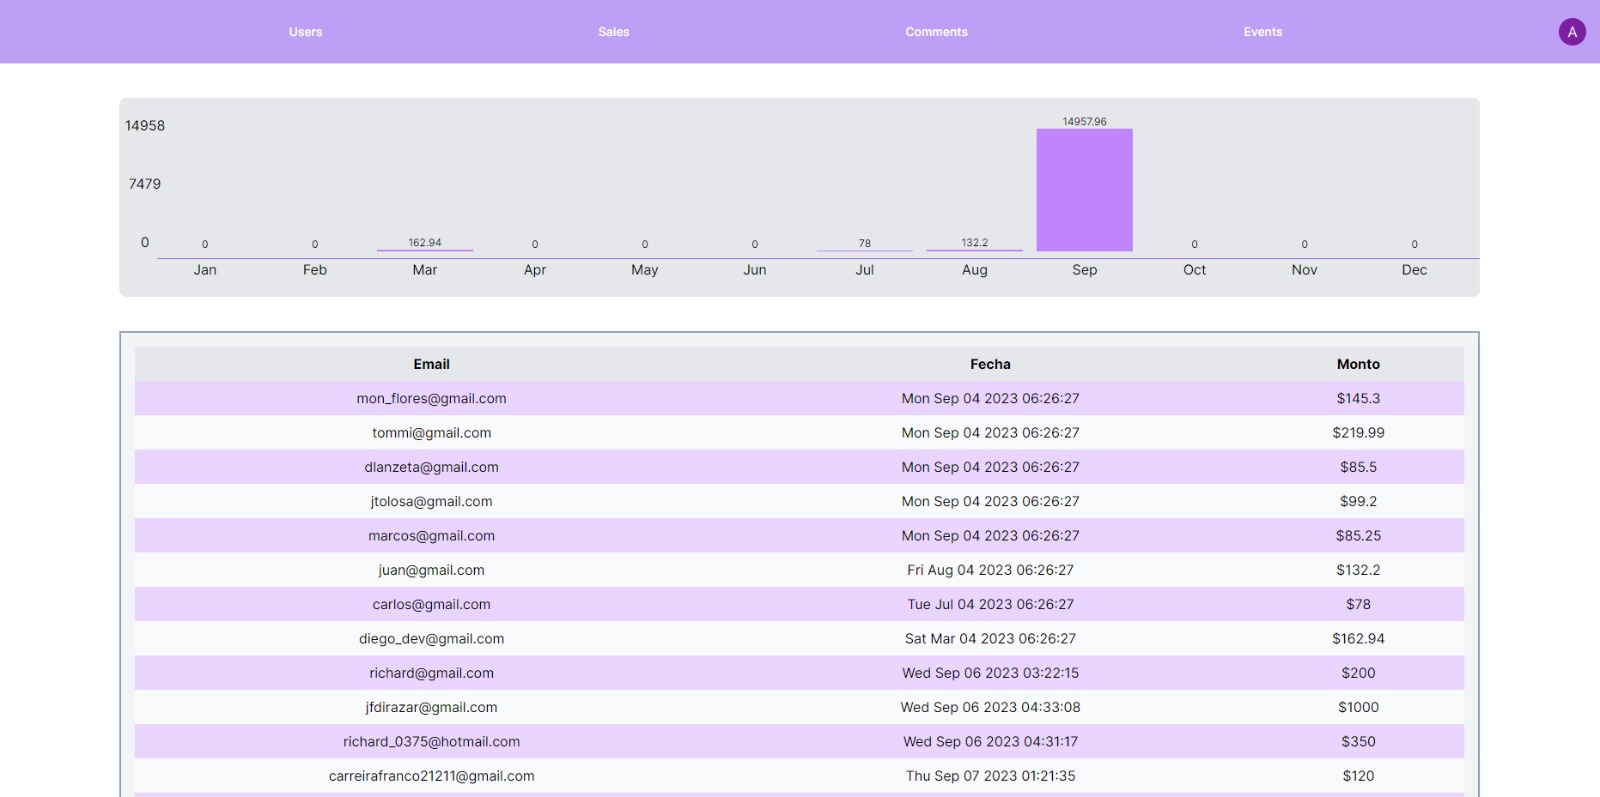 Users Sales Comments Events A
14958
7479
0
0 0 162.94 0 0 0 78 132.2 14957.96 0 0 0
Jan Feb Mar Apr May Jun Jul Aug Sep Oct Nov Dec
Email Fecha Monto
mon_flores@gmail.com Mon Sep 04 2023 06:26:27 $145.3
tommi@gmail.com Mon Sep 04 2023 06:26:27 $219.99
dlanzeta@gmail.com Mon Sep 04 2023 06:26:27 $85.5
jtolosa@gmail.com Mon Sep 04 2023 06:26:27 $99.2
marcos@gmail.com Mon Sep 04 2023 06:26:27 $85.25
juan@gmail.com Fri Aug 04 2023 06:26:27 $132.2
carlos@gmail.com Tue Jul 04 2023 06:26:27 $78
diego_dev@gmail.com Sat Mar 04 2023 06:26:27 $162.94
richard@gmail.com Wed Sep 06 2023 03:22:15 $200
jfdirazar@gmail.com Wed Sep 06 2023 04:33:08 $1000
richard_0375@hotmail.com Wed Sep 06 2023 04:31:17 $350
carreirafranco21211@gmail.com Thu Sep 07 2023 01:21:35 $120